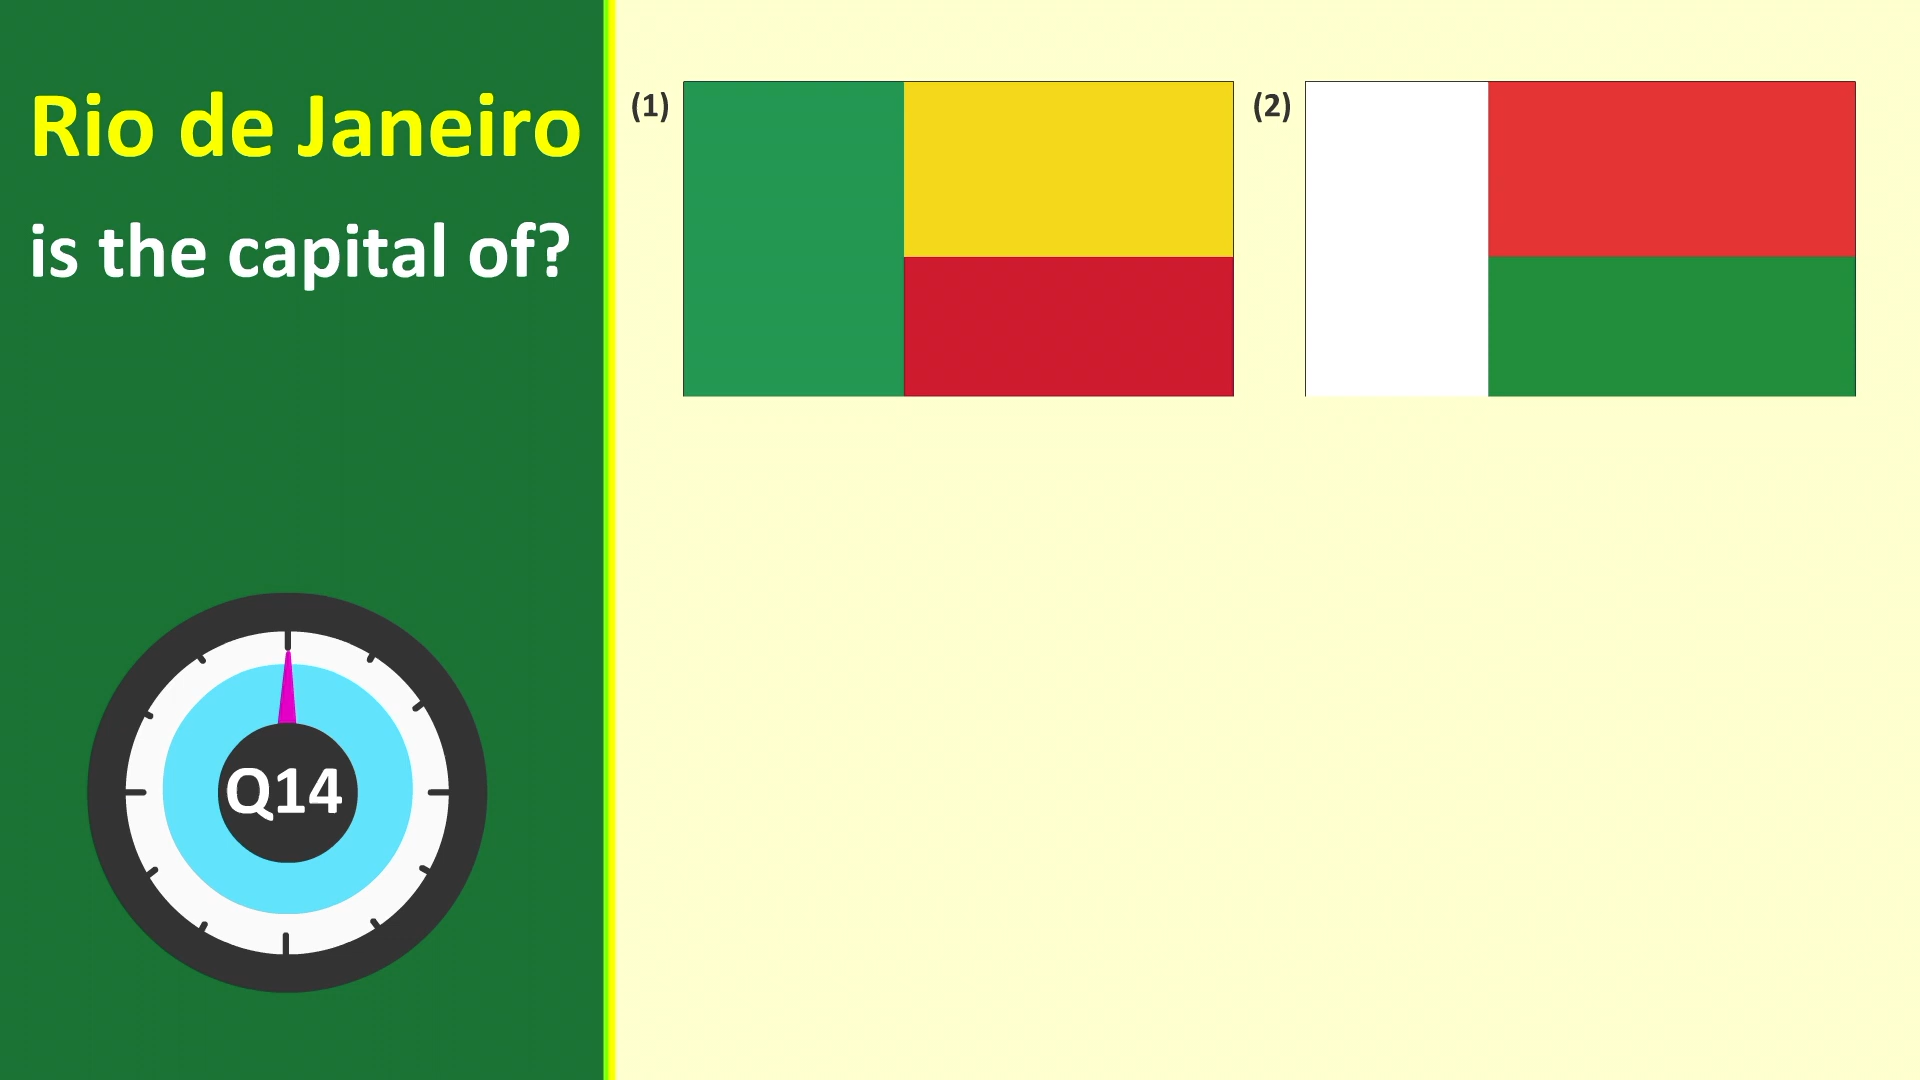 Rio de Janeiro
is the capital of?
(1)
(2)
Q14